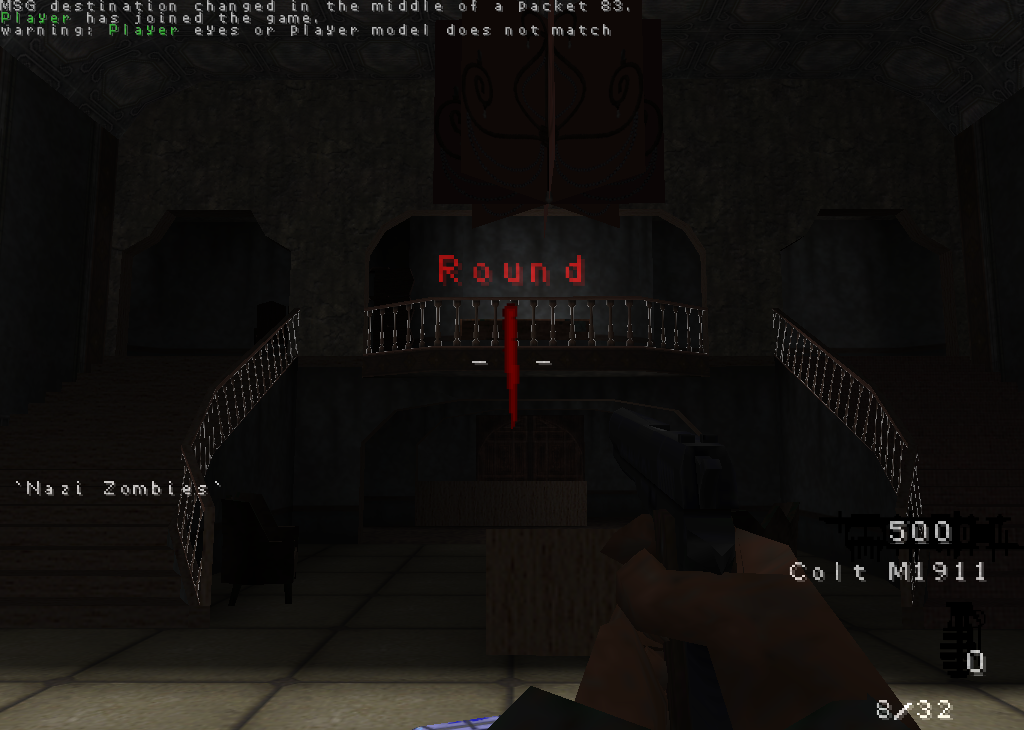 MSG destination changed in the middle of a Packet 83.
Player has joined the game.
warning: Player eyes or player model does not match
Round
`Nazi Zombies`
500
Colt M1911
0
8/32